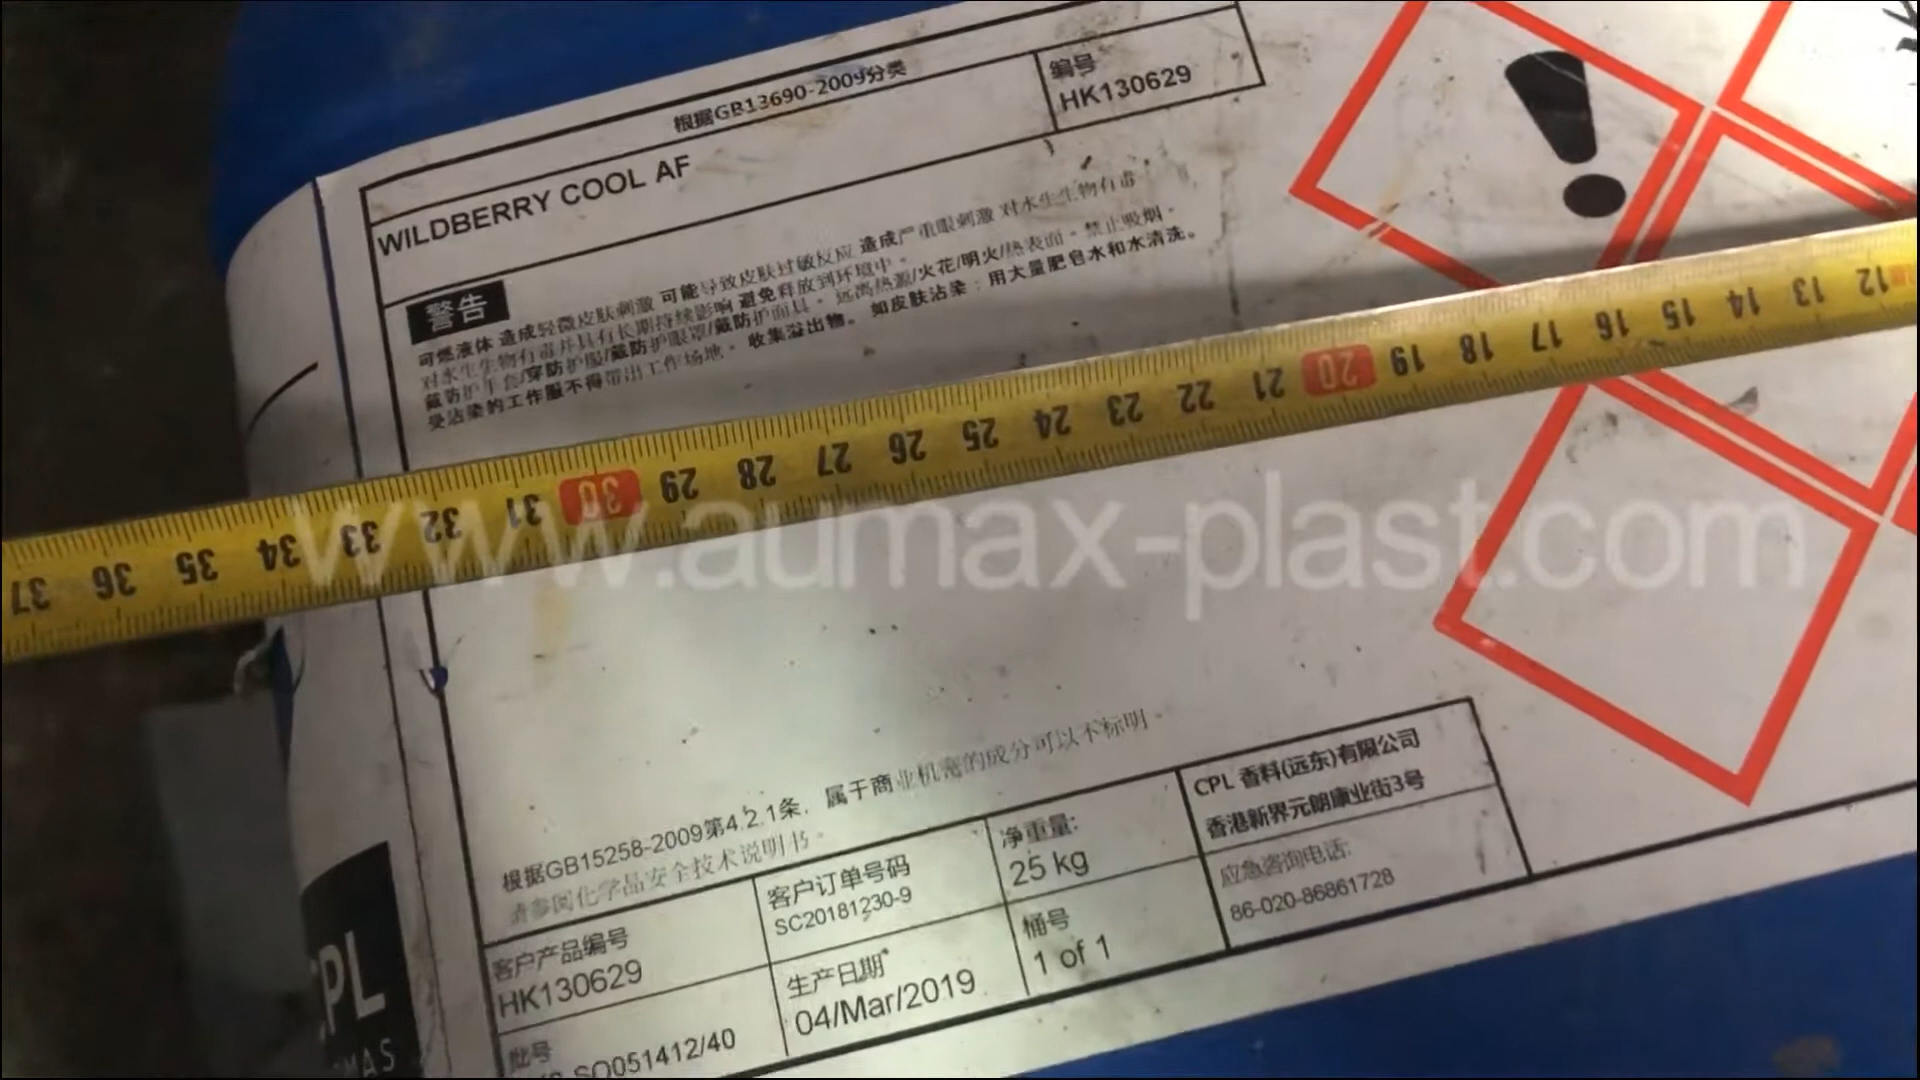 根据GB13690-2009分类
编号
HK130629
WILDBERRY COOL AF
警告
可燃液体 造成轻微皮肤刺激 可能导致皮肤过敏反应 造成严重眼刺激 对水生生物有毒
对水生生物有毒并具有长期持续影响 避免释放到环境中。
戴防护手套/穿防护服/戴防护眼罩/戴防护面具。 远离热源/火花/明火/热表面。禁止吸烟。
受沾染的工作服不得带出工作场地。 收集溢出物。 如皮肤沾染：用大量肥皂水和水清洗。
12 13 14 15 16 17 18 19 20 21 22 23 24 25 26 27 28 29 30 31 32 33 34 35 36 37
www.aumax-plast.com
根据GB15258-2009第4.2.1条, 属于商业机密的成分可以不标明。
请参阅化学品安全技术说明书。
客户产品编号
HK130629
客户订单号码
SC20181230-9
净重量:
25 kg
CPL 香料(远东)有限公司
香港新界元朗康业街3号
批号
SO051412/40
生产日期
04/Mar/2019
桶号
1 of 1
应急咨询电话:
86-020-86861728
CPL